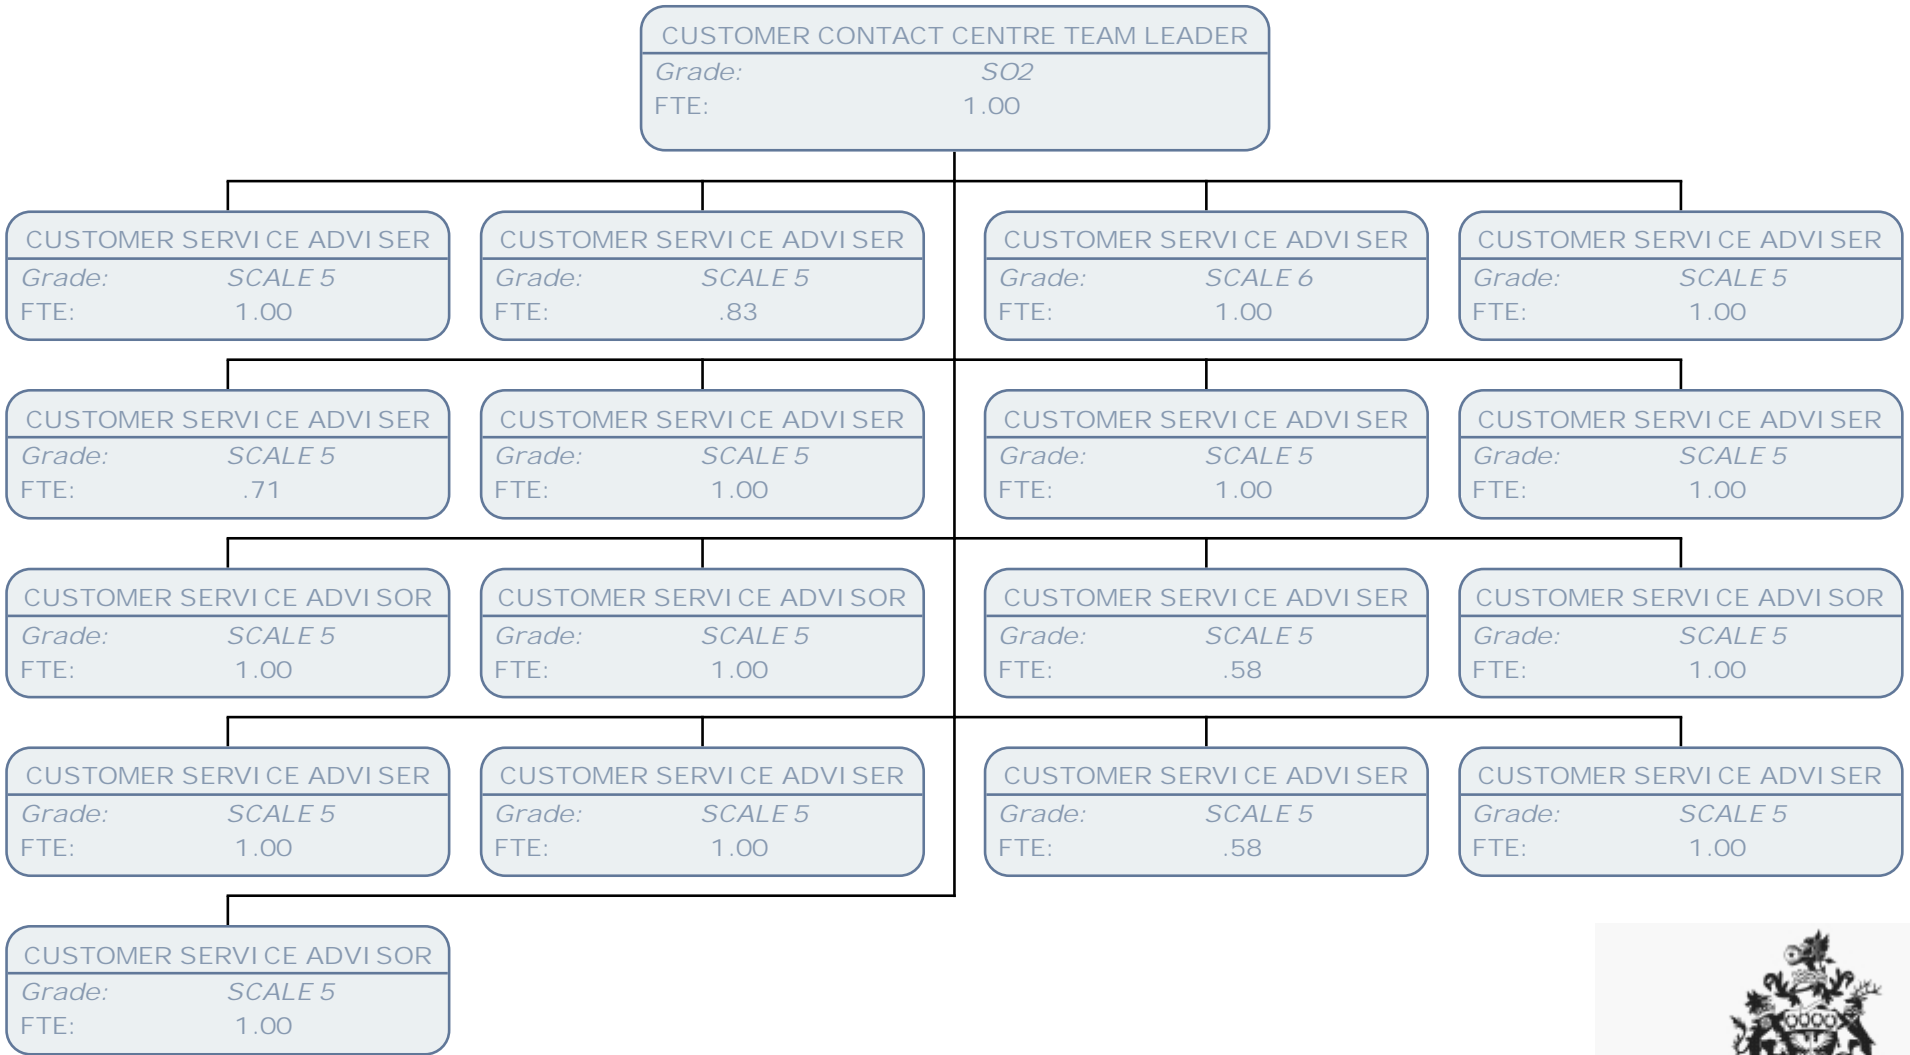 CUSTOMER CONTACT CENTRE TEAM LEADER
Grade: SO2
FTE: 1.00
CUSTOMER SERVICE ADVISER
Grade: SCALE 5
FTE: 1.00
CUSTOMER SERVICE ADVISER
Grade: SCALE 5
FTE: .83
CUSTOMER SERVICE ADVISER
Grade: SCALE 6
FTE: 1.00
CUSTOMER SERVICE ADVISER
Grade: SCALE 5
FTE: 1.00
CUSTOMER SERVICE ADVISER
Grade: SCALE 5
FTE: .71
CUSTOMER SERVICE ADVISER
Grade: SCALE 5
FTE: 1.00
CUSTOMER SERVICE ADVISER
Grade: SCALE 5
FTE: 1.00
CUSTOMER SERVICE ADVISER
Grade: SCALE 5
FTE: 1.00
CUSTOMER SERVICE ADVISOR
Grade: SCALE 5
FTE: 1.00
CUSTOMER SERVICE ADVISOR
Grade: SCALE 5
FTE: 1.00
CUSTOMER SERVICE ADVISER
Grade: SCALE 5
FTE: .58
CUSTOMER SERVICE ADVISOR
Grade: SCALE 5
FTE: 1.00
CUSTOMER SERVICE ADVISER
Grade: SCALE 5
FTE: 1.00
CUSTOMER SERVICE ADVISER
Grade: SCALE 5
FTE: 1.00
CUSTOMER SERVICE ADVISER
Grade: SCALE 5
FTE: .58
CUSTOMER SERVICE ADVISER
Grade: SCALE 5
FTE: 1.00
CUSTOMER SERVICE ADVISOR
Grade: SCALE 5
FTE: 1.00